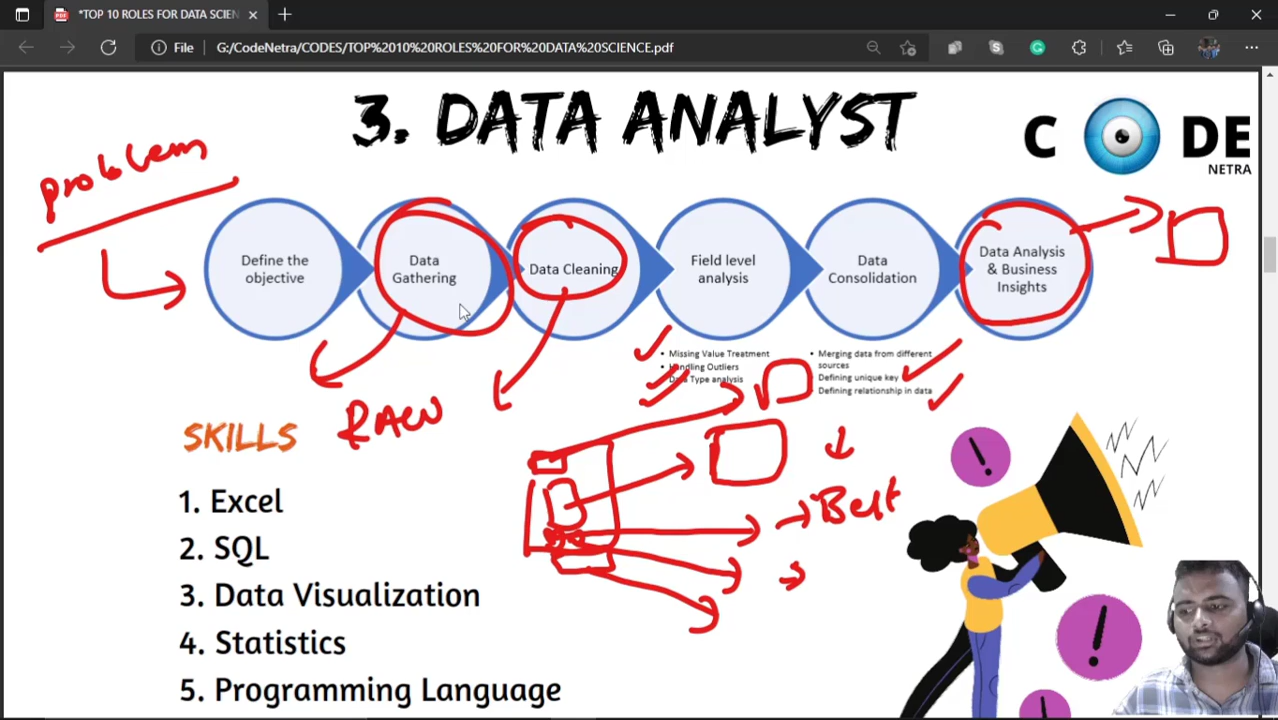 *TOP 10 ROLES FOR DATA SCIEN
File G:/CodeNetra/CODES/TOP%2010%20ROLES%20FOR%20DATA%20SCIENCE.pdf
3. DATA ANALYST
C DE
NETRA
problem
Define the
objective
Data
Gathering
Data Cleaning
Field level
analysis
Data
Consolidation
Data Analysis
& Business
Insights
• Missing Value Treatment
• Handling Outliers
• Data Type analysis
• Merging data from different
sources
Defining unique key
• Defining relationship in data
RAW
Best
SKILLS
1. Excel
2. SQL
3. Data Visualization
4. Statistics
5. Programming Language